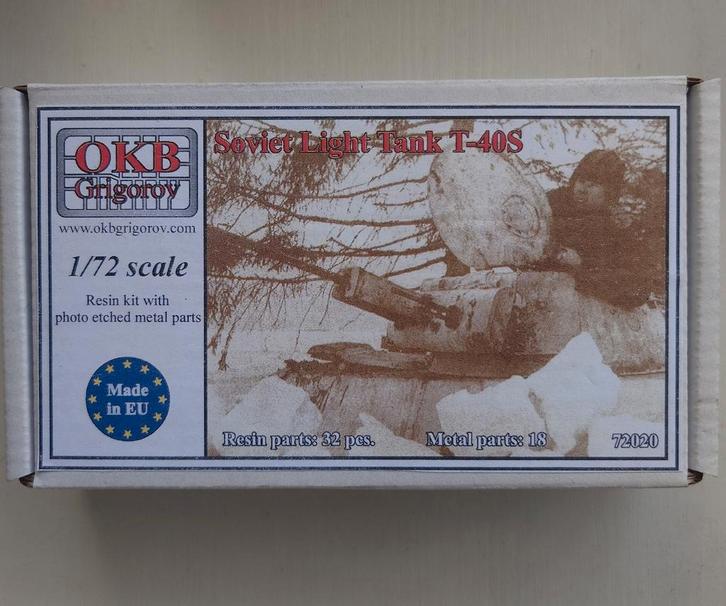 OKB
Grigorov
www.okbgrigorov.com
1/72 scale
Resin kit with
photo etched metal parts
Made
in EU
Soviet Light Tank T-40S
Resin parts: 32 pcs.
Metal parts: 18
72020